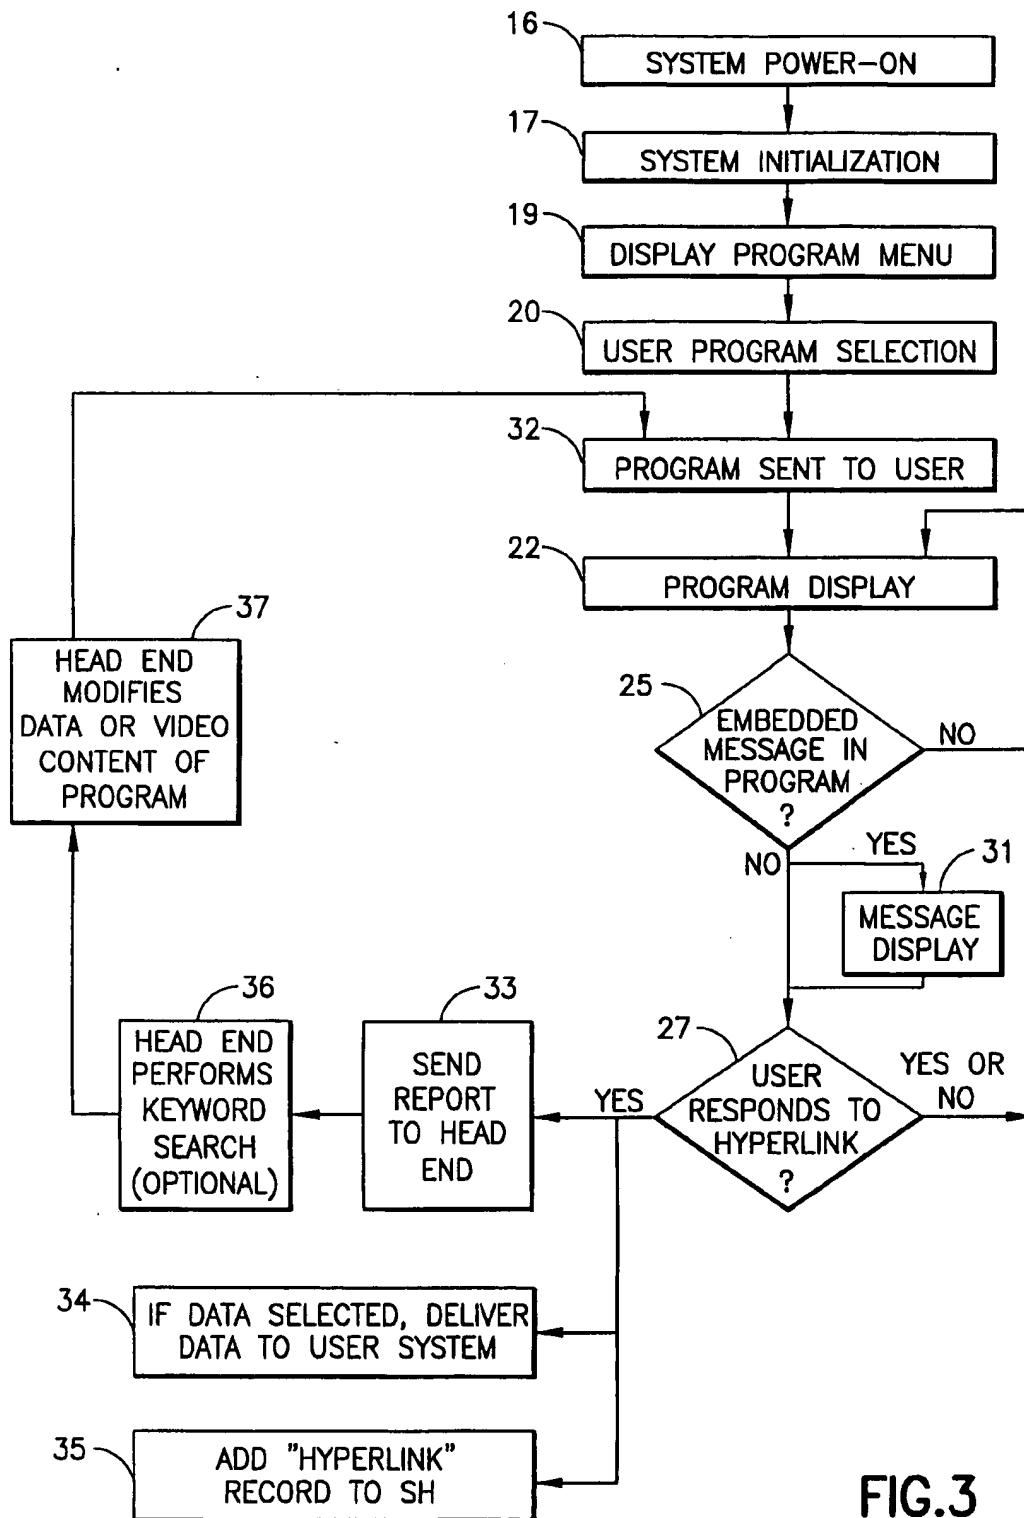 16
SYSTEM POWER-ON
17
SYSTEM INITIALIZATION
19
DISPLAY PROGRAM MENU
20
USER PROGRAM SELECTION
32
PROGRAM SENT TO USER
22
PROGRAM DISPLAY
37
HEAD END
MODIFIES
DATA OR VIDEO
CONTENT OF
PROGRAM
25
EMBEDDED
MESSAGE IN
PROGRAM
?
NO
NO
YES
31
MESSAGE
DISPLAY
36
HEAD END
PERFORMS
KEYWORD
SEARCH
(OPTIONAL)
33
SEND
REPORT
TO HEAD
END
YES
27
USER
RESPONDS TO
HYPERLINK
?
YES OR
NO
34
IF DATA SELECTED, DELIVER
DATA TO USER SYSTEM
35
ADD "HYPERLINK"
RECORD TO SH
FIG.3